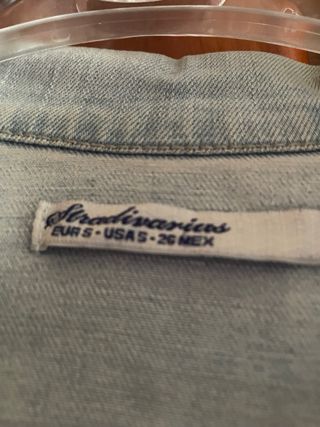 Stradivarius
EUR S - USA S - 26 MEX